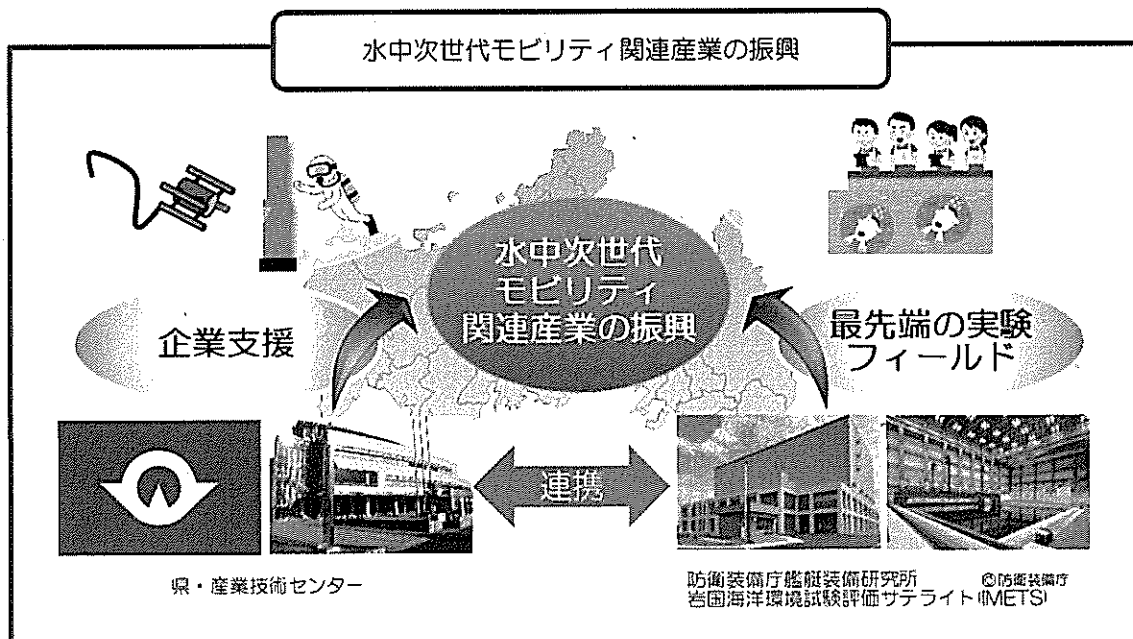 水中次世代モビリティ関連産業の振興
水中次世代
モビリティ
関連産業の振興
企業支援
最先端の実験
フィールド
連携
県・産業技術センター
防衛装備庁艦艇装備研究所
©防衛装備庁
岩国海洋環境試験評価サテライト(IMETS)